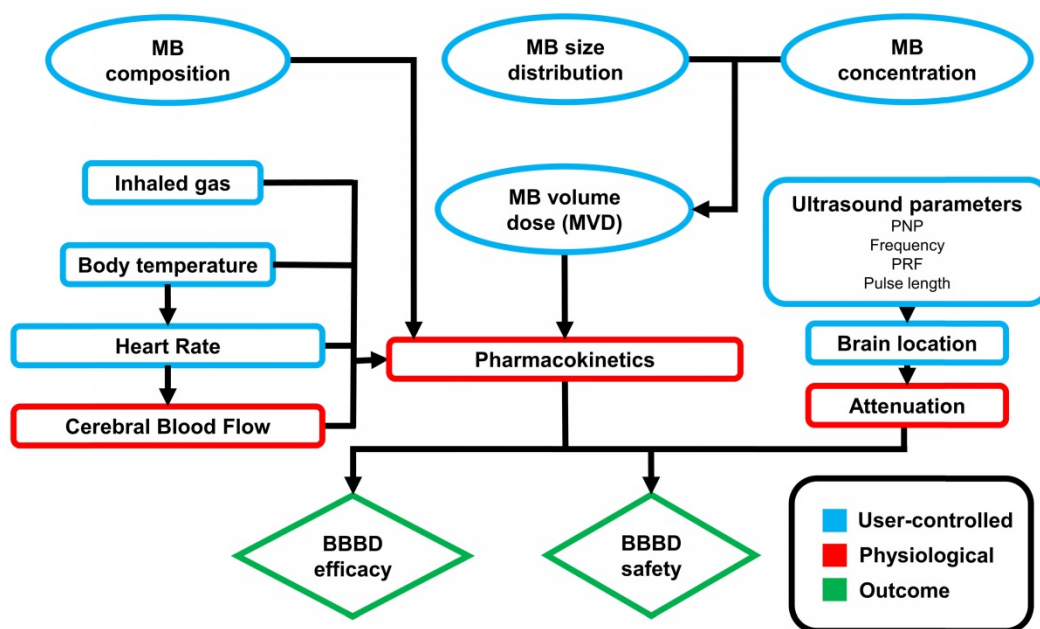 MB
composition
MB size
distribution
MB
concentration
Inhaled gas
MB volume
dose (MVD)
Ultrasound parameters
PNP
Frequency
PRF
Pulse length
Body temperature
Heart Rate
Pharmacokinetics
Brain location
Cerebral Blood Flow
Attenuation
BBBD
efficacy
BBBD
safety
User-controlled
Physiological
Outcome